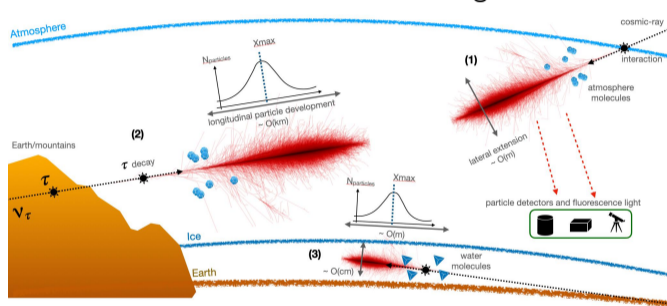 Atmosphere
cosmic-ray
interaction
(1)
atmosphere
molecules
lateral extension
~ O(m)
Xmax
Nparticles
longitudinal particle development
~ O(km)
(2)
Earth/mountains
τ decay
τ
ντ
particle detectors and fluorescence light
Xmax
Nparticles
~ O(m)
Ice
(3)
~ O(cm)
water
molecules
Earth